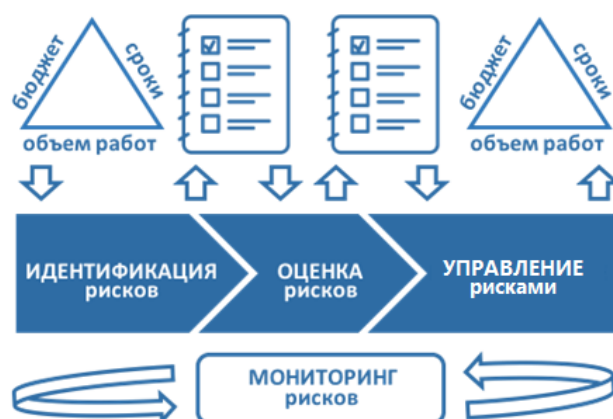 бюджет
сроки
объем работ
бюджет
сроки
объем работ
ИДЕНТИФИКАЦИЯ
рисков
ОЦЕНКА
рисков
УПРАВЛЕНИЕ
рисками
МОНИТОРИНГ
рисков